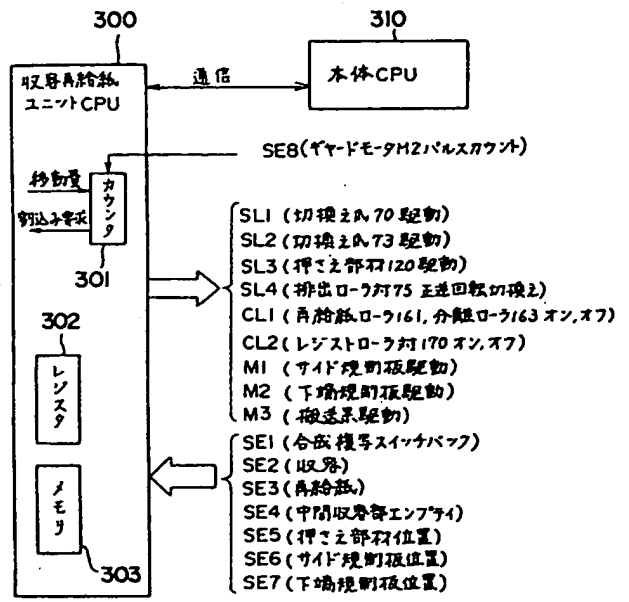 300
310
収容再給紙
ユニットCPU
通信
本体CPU
SE8(ギヤードモータM2パルスカウント)
移動量
カウンタ
割込み要求
301
SL1(切換え爪70駆動)
SL2(切換え爪73駆動)
SL3(押さえ部材120駆動)
SL4(排出ローラ対75 正逆回転切換え)
CL1(再給紙ローラ161,分離ローラ163オン,オフ)
CL2(レジストローラ対170オン,オフ)
M1(サイド規制板駆動)
M2(下端規制板駆動)
M3(搬送系駆動)
302
レジスタ
SE1(合成複写スイッチバック)
SE2(収容)
SE3(再給紙)
SE4(中間収容部エンプティ)
SE5(押さえ部材位置)
SE6(サイド規制板位置)
SE7(下端規制板位置)
メモリ
303